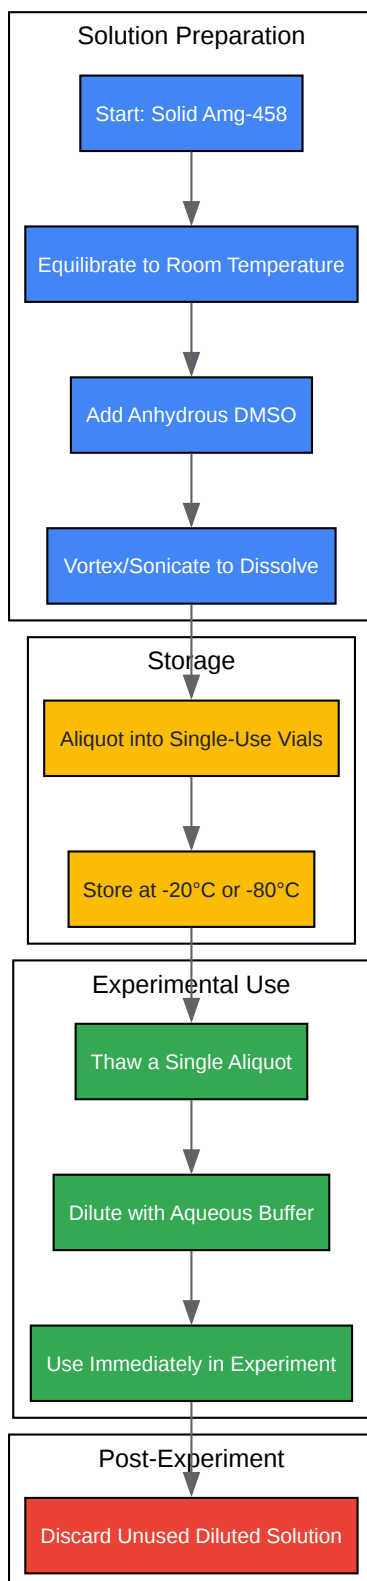 Solution Preparation
Start: Solid Amg-458
Equilibrate to Room Temperature
Add Anhydrous DMSO
Vortex/Sonicate to Dissolve
Storage
Aliquot into Single-Use Vials
Store at -20°C or -80°C
Experimental Use
Thaw a Single Aliquot
Dilute with Aqueous Buffer
Use Immediately in Experiment
Post-Experiment
Discard Unused Diluted Solution